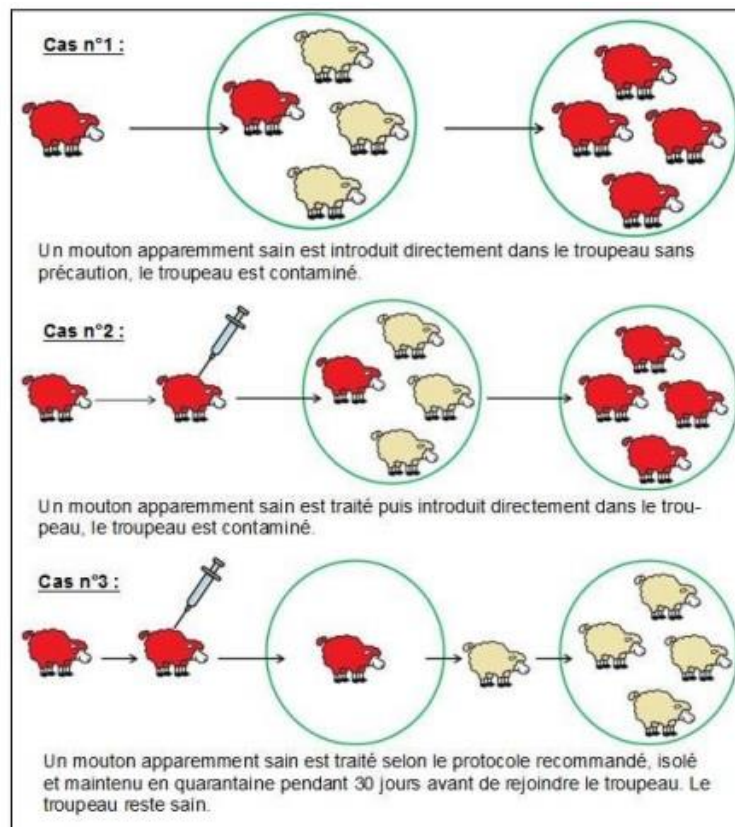 Cas n°1 :
Un mouton apparemment sain est introduit directement dans le troupeau sans
précaution, le troupeau est contaminé.
Cas n°2 :
Un mouton apparemment sain est traité puis introduit directement dans le trou-
peau, le troupeau est contaminé.
Cas n°3 :
Un mouton apparemment sain est traité selon le protocole recommandé, isolé
et maintenu en quarantaine pendant 30 jours avant de rejoindre le troupeau. Le
troupeau reste sain.